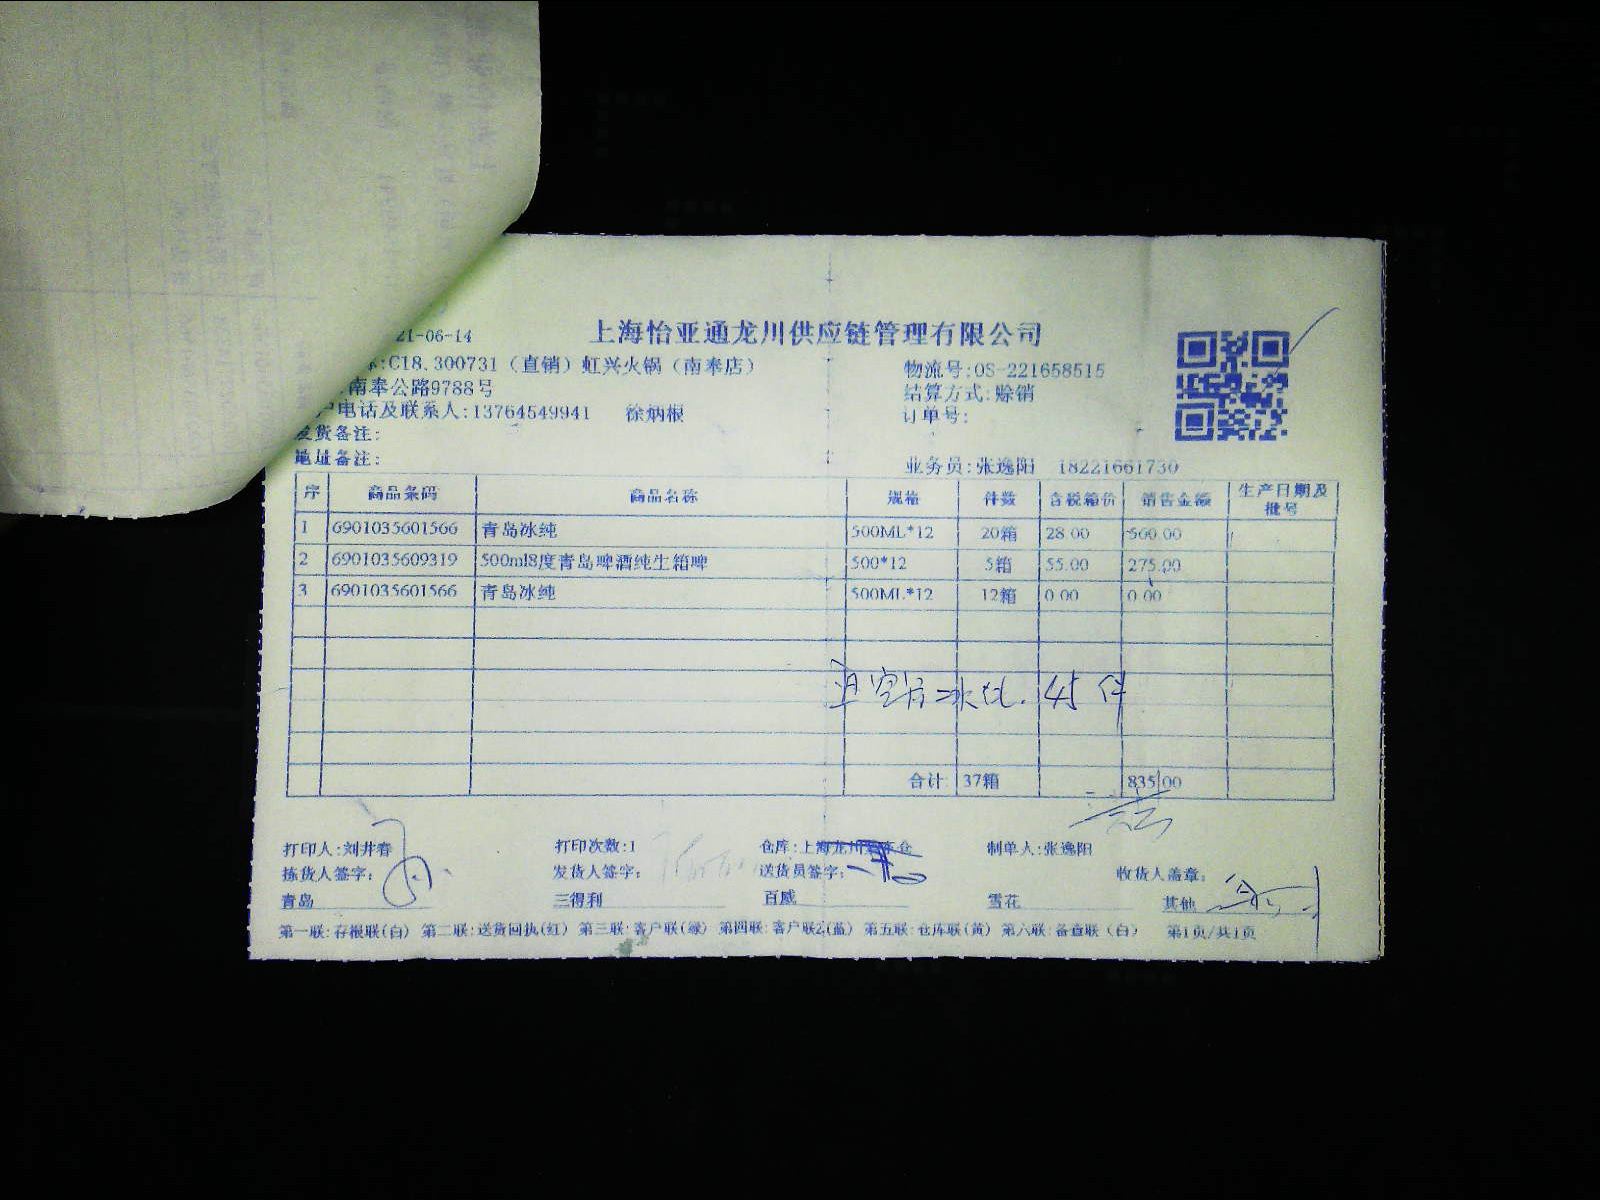 21-06-14
上海怡亚通龙川供应链管理有限公司
:C18.300731（直销）虹兴火锅（南奉店）
物流号:OS-221658515
南奉公路9788号
结算方式:赊销
户电话及联系人:13764549941 徐炳根
订单号:
发货备注:
地址备注:
业务员:张逸阳 18221661730
序 商品条码 商品名称 规格 件数 含税箱价 销售金额 生产日期及批号
1 6901035601566 青岛冰纯 500ML*12 20箱 28.00 560.00
2 6901035609319 500ml8度青岛啤酒纯生箱啤 500*12 5箱 55.00 275.00
3 6901035601566 青岛冰纯 500ML*12 12箱 0.00 0.00
45件
合计 37箱 835.00
打印人:刘井春 打印次数:1 仓库:上海龙川 仓 制单人:张逸阳
拣货人签字: 发货人签字: 送货员签字: 收货人盖章:
青岛 三得利 百威 雪花 其他
第一联:存根联(白) 第二联:送货回执(红) 第三联:客户联(绿) 第四联:客户联2(蓝) 第五联:仓库联(黄) 第六联:备查联（白） 第1页/共1页